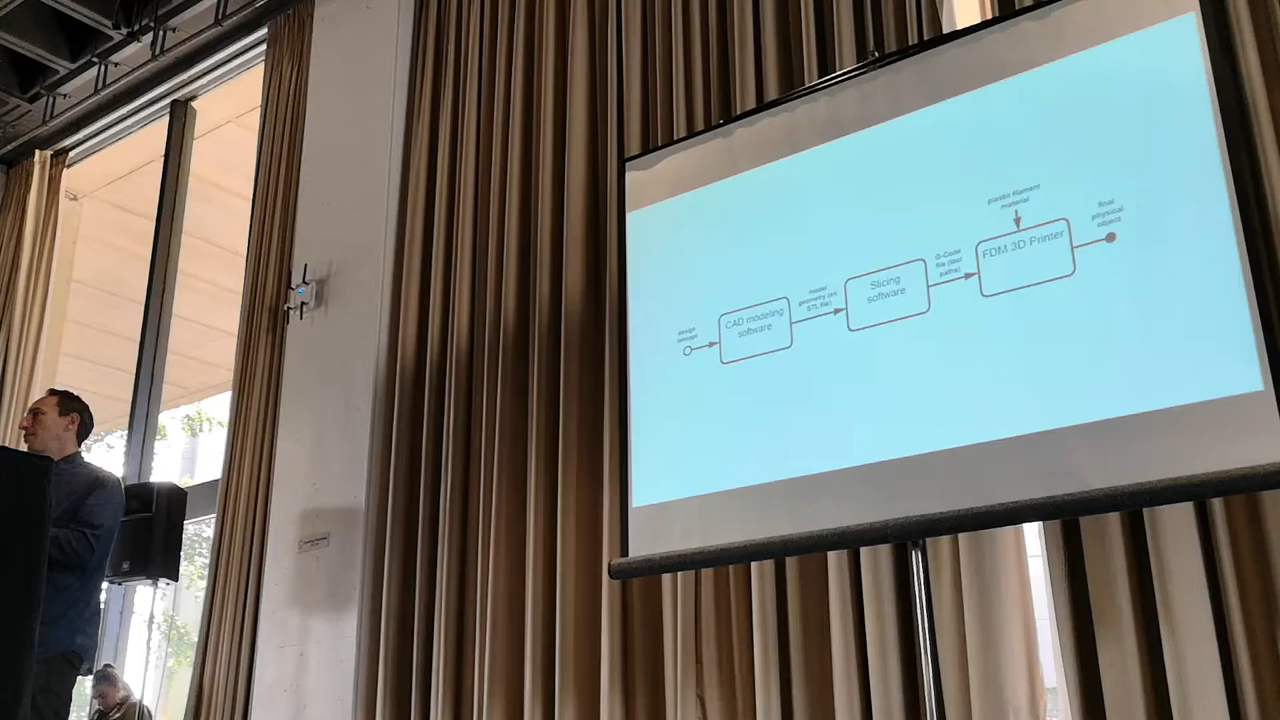 design
concept
CAD modeling
software
model
geometry (as
STL file)
Slicing
software
G-Code
file (tool
paths)
plastic filament
material
FDM 3D Printer
final
physical
object